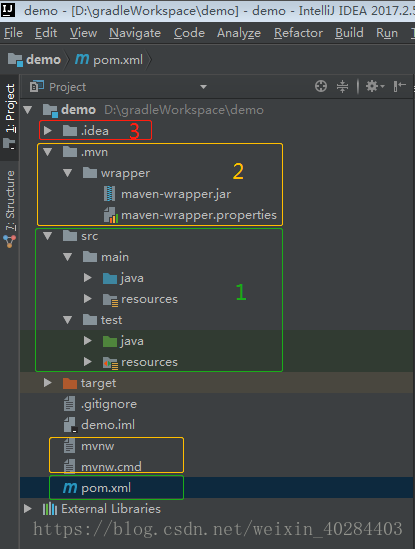 demo - [D:\gradleWorkspace\demo] - demo - IntelliJ IDEA 2017.2.5
File Edit View Navigate Code Analyze Refactor Build Run
demo pom.xml
Project
1: Project
7: Structure
demo D:\gradleWorkspace\demo
.idea 3
.mvn
wrapper 2
maven-wrapper.jar
maven-wrapper.properties
src
main
java
resources 1
test
java
resources
target
.gitignore
demo.iml
mvnw
mvnw.cmd
pom.xml
External Libraries
https://blog.csdn.net/weixin_40284403